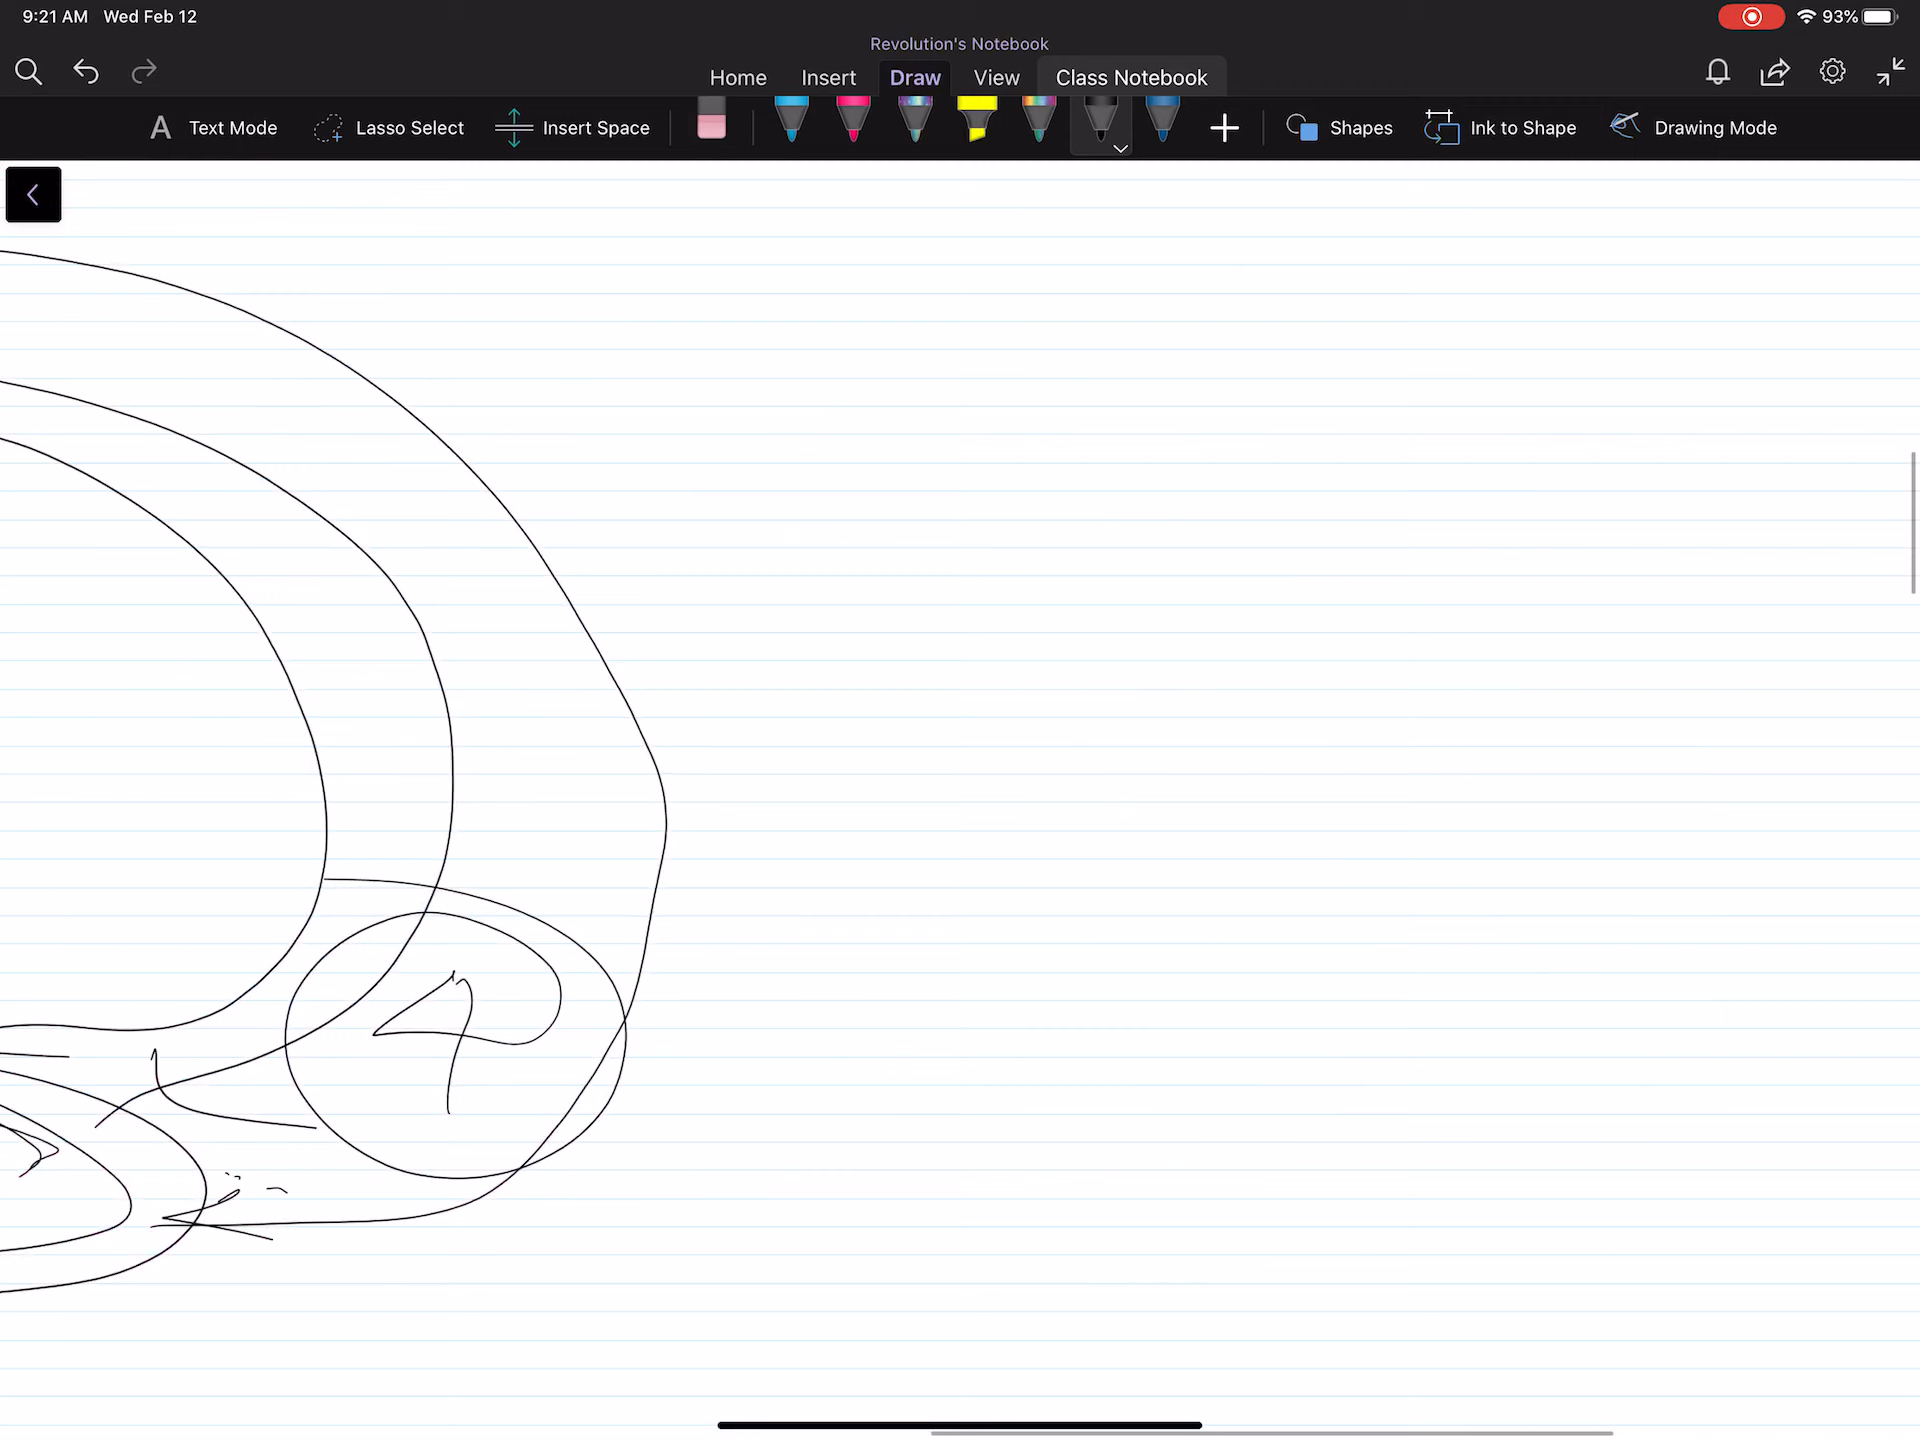 9:21 AM Wed Feb 12
93%
Revolution's Notebook
Home Insert Draw View Class Notebook
A Text Mode Lasso Select Insert Space Shapes Ink to Shape Drawing Mode
4